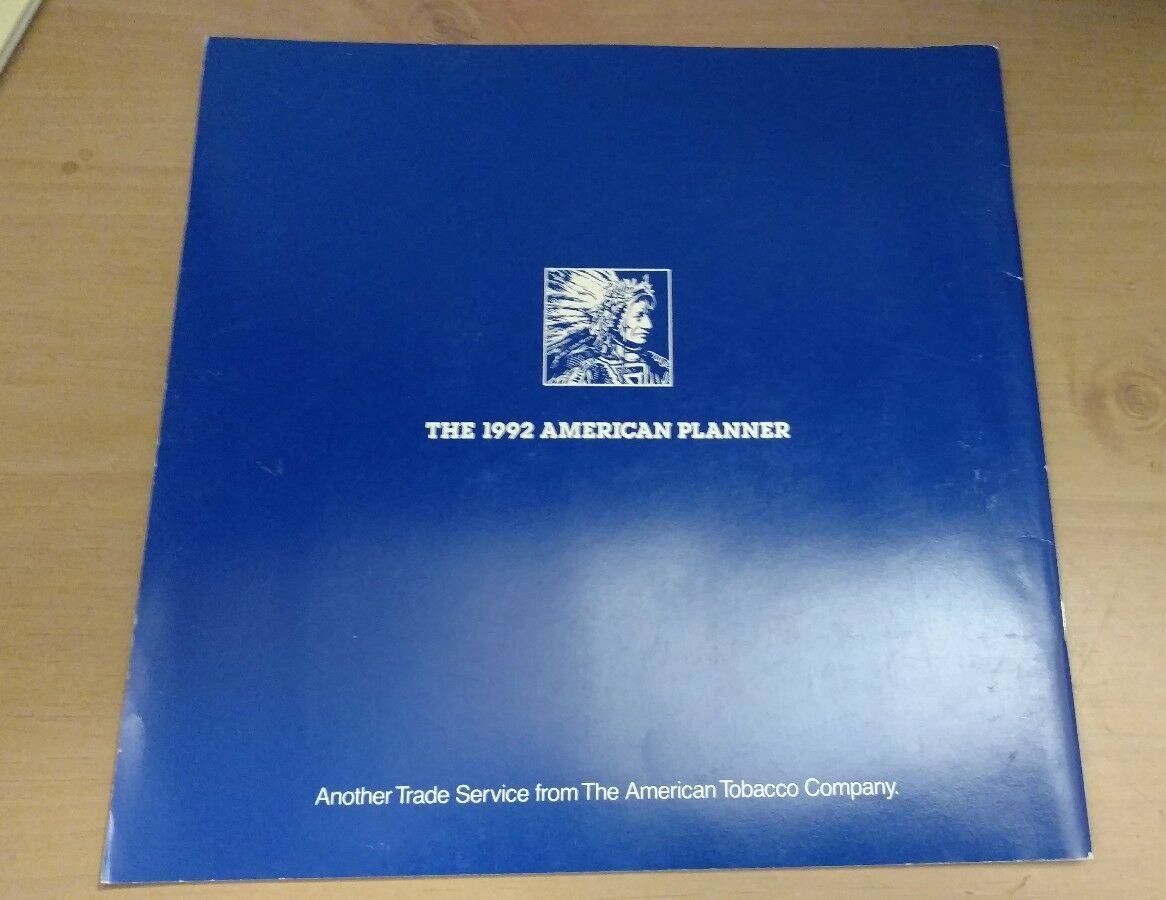 THE 1992 AMERICAN PLANNER
Another Trade Service from The American Tobacco Company.